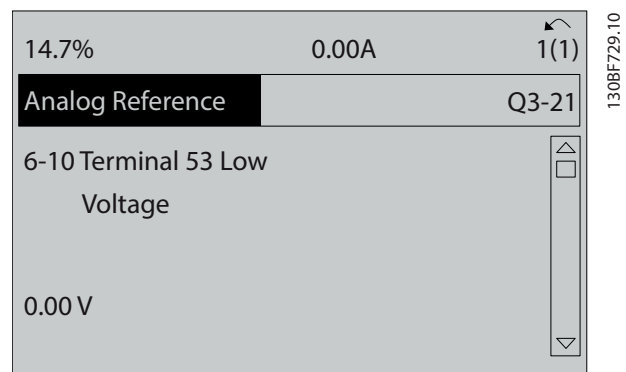 14.7% 0.00A 1(1)
Analog Reference Q3-21
6-10 Terminal 53 Low
Voltage
0.00 V
130BF729.10